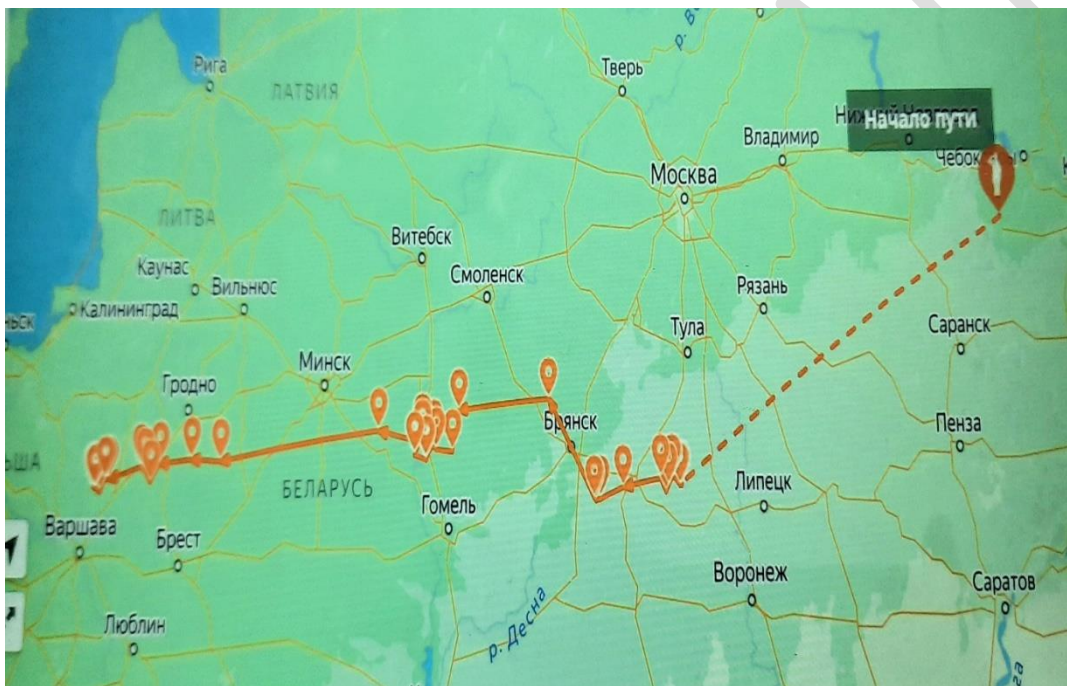 Рига
ЛАТВИЯ
Тверь
Начало пути
Владимир
Москва
ЛИТВА
Витебск
Каунас
Вильнюс
Смоленск
Калининград
Рязань
Тула
Саранск
Минск
Гродно
Брянск
Пенза
БЕЛАРУСЬ
Гомель
Липецк
Варшава
Брест
Воронеж
Саратов
Люблин
р. Десна